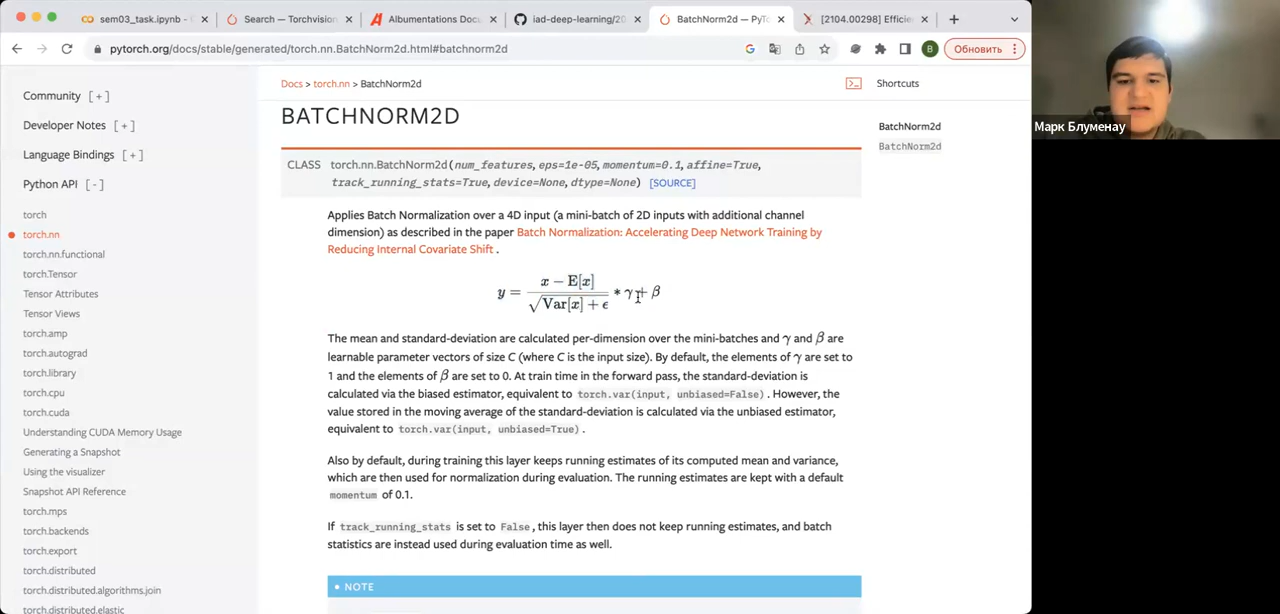 sem03_task.ipynb -
Search — Torchvision
Albumentations Docu
iad-deep-learning/20
BatchNorm2d — PyTo
[2104.00298] Efficie
pytorch.org/docs/stable/generated/torch.nn.BatchNorm2d.html#batchnorm2d
B
Обновить
Community [+]
Developer Notes [+]
Language Bindings [+]
Python API [-]
torch
torch.nn
torch.nn.functional
torch.Tensor
Tensor Attributes
Tensor Views
torch.amp
torch.autograd
torch.library
torch.cpu
torch.cuda
Understanding CUDA Memory Usage
Generating a Snapshot
Using the visualizer
Snapshot API Reference
torch.mps
torch.backends
torch.export
torch.distributed
torch.distributed.algorithms.join
torch.distributed.elastic
Docs > torch.nn > BatchNorm2d
BATCHNORM2D
CLASS torch.nn.BatchNorm2d(num_features, eps=1e-05, momentum=0.1, affine=True,
track_running_stats=True, device=None, dtype=None) [SOURCE]
Applies Batch Normalization over a 4D input (a mini-batch of 2D inputs with additional channel
dimension) as described in the paper Batch Normalization: Accelerating Deep Network Training by
Reducing Internal Covariate Shift .
y = (x − E[x]) / √(Var[x] + ϵ) * γ + β
The mean and standard-deviation are calculated per-dimension over the mini-batches and γ and β are
learnable parameter vectors of size C (where C is the input size). By default, the elements of γ are set to
1 and the elements of β are set to 0. At train time in the forward pass, the standard-deviation is
calculated via the biased estimator, equivalent to torch.var(input, unbiased=False). However, the
value stored in the moving average of the standard-deviation is calculated via the unbiased estimator,
equivalent to torch.var(input, unbiased=True).
Also by default, during training this layer keeps running estimates of its computed mean and variance,
which are then used for normalization during evaluation. The running estimates are kept with a default
momentum of 0.1.
If track_running_stats is set to False, this layer then does not keep running estimates, and batch
statistics are instead used during evaluation time as well.
NOTE
Shortcuts
BatchNorm2d
BatchNorm2d
Марк Блуменау